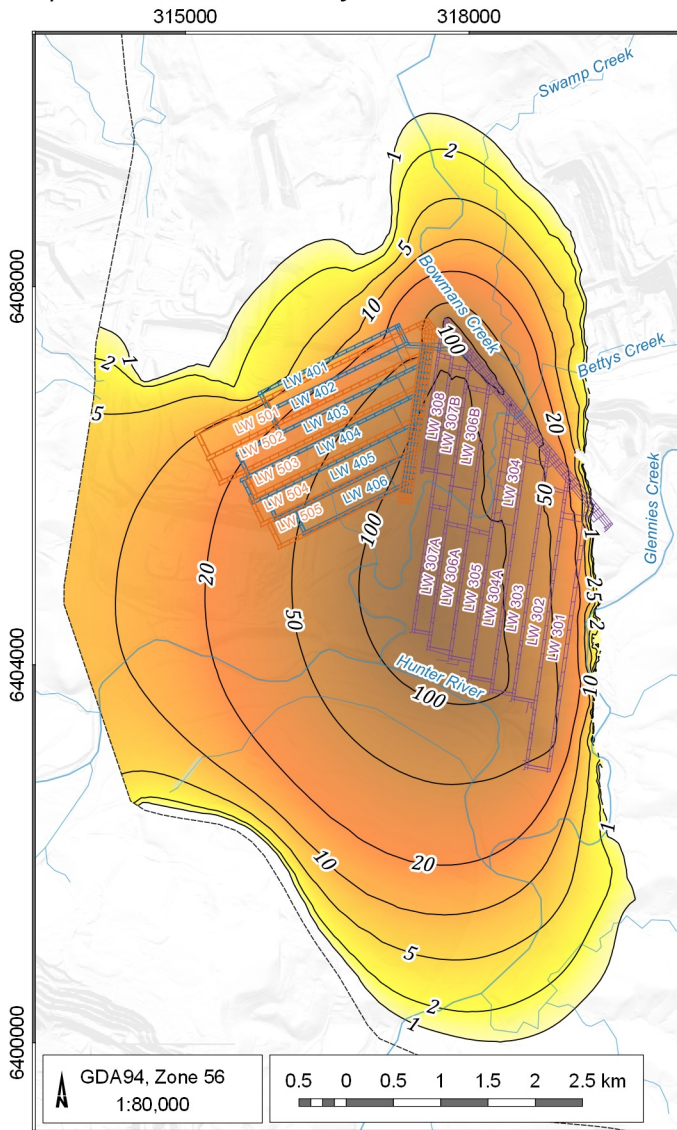 315000
318000
Swamp Creek
1
2
6408000
5
Bowmans Creek
10
100
Bettys Creek
1
2
5
LW 401
LW 402
LW 403
LW 404
LW 405
LW 406
LW 501
LW 502
LW 503
LW 504
LW 505
LW 308
LW 307B
LW 306B
LW 304
20
50
Glennies Creek
100
1
20
50
LW 307A
LW 306A
LW 305
LW 304A
LW 303
LW 302
LW 301
2
5
2
6404000
Hunter River
10
100
1
20
10
5
2
1
6400000
GDA94, Zone 56
1:80,000
0.5 0 0.5 1 1.5 2 2.5 km